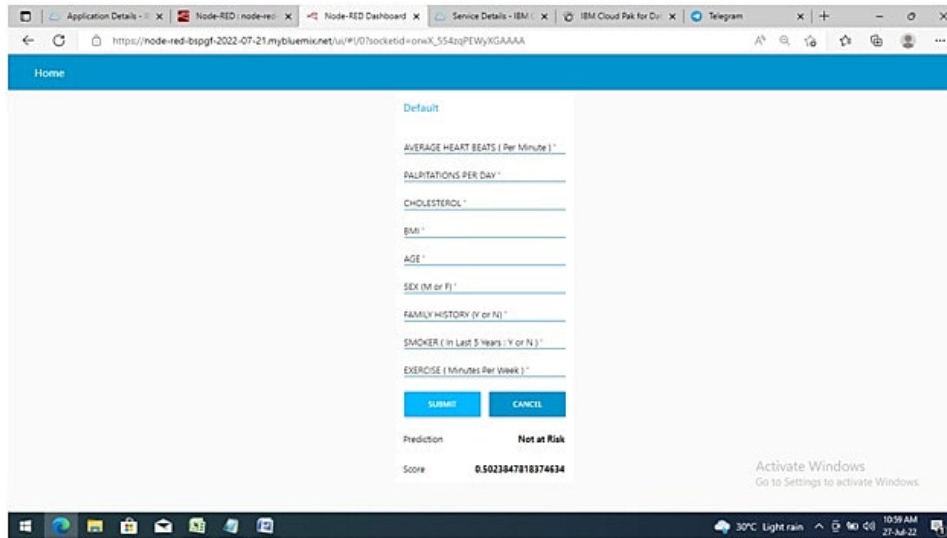 Application Details - 
Node-RED : node-red-
Node-RED Dashboard
Service Details - IBM
IBM Cloud Pak for Da
Telegram
https://node-red-bspgf-2022-07-21.mybluemix.net/ui/#!/0?socketid=
Home
Default
AVERAGE HEART BEATS ( Per Minute ) *
PALPITATIONS PER DAY *
CHOLESTEROL *
BMI *
AGE *
SEX (M or F) *
FAMILY HISTORY (Y or N) *
SMOKER ( In Last 5 Years : Y or N ) *
EXERCISE ( Minutes Per Week ) *
SUBMIT CANCEL
Prediction Not at Risk
Score 0.5023847818374634
Activate Windows
Go to Settings to activate Windows.
30°C Light rain
10:59 AM
27-Jul-22